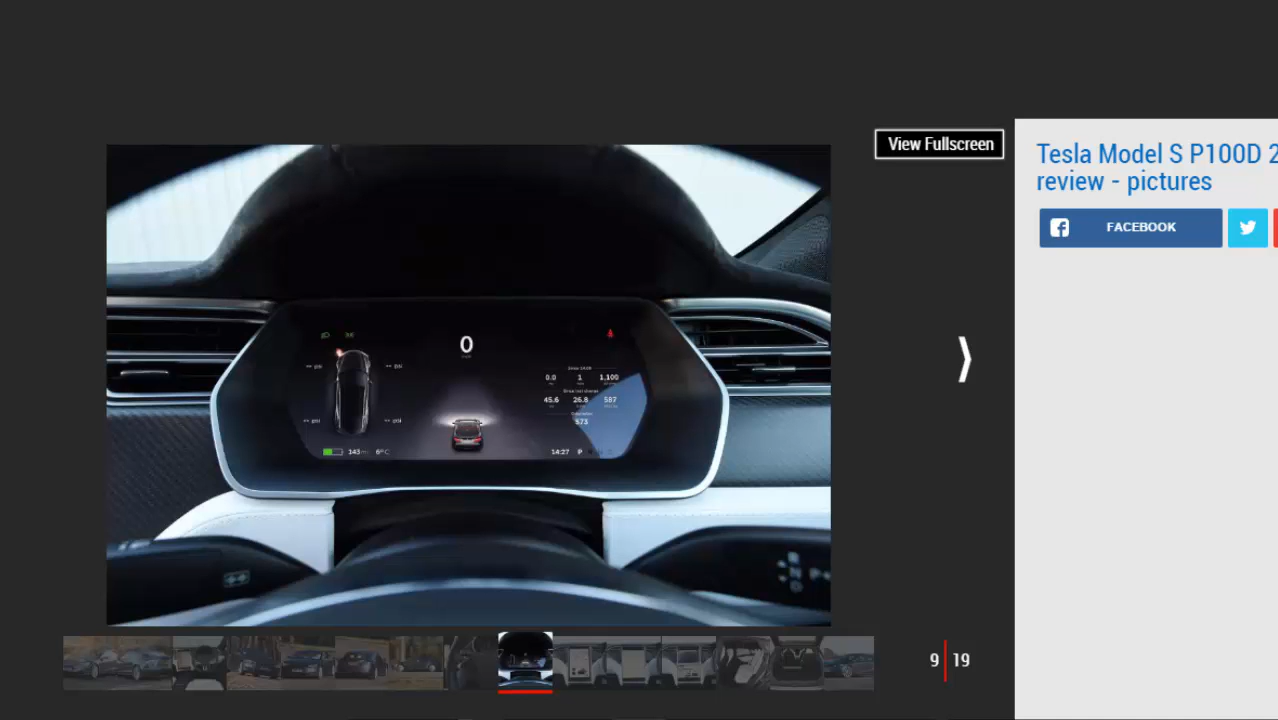 View Fullscreen
Tesla Model S P100D 2
review - pictures
FACEBOOK
0
0.0 1 1,100
45.6 26.8 587
573
143 mi 6°C
14:27 P
9 19